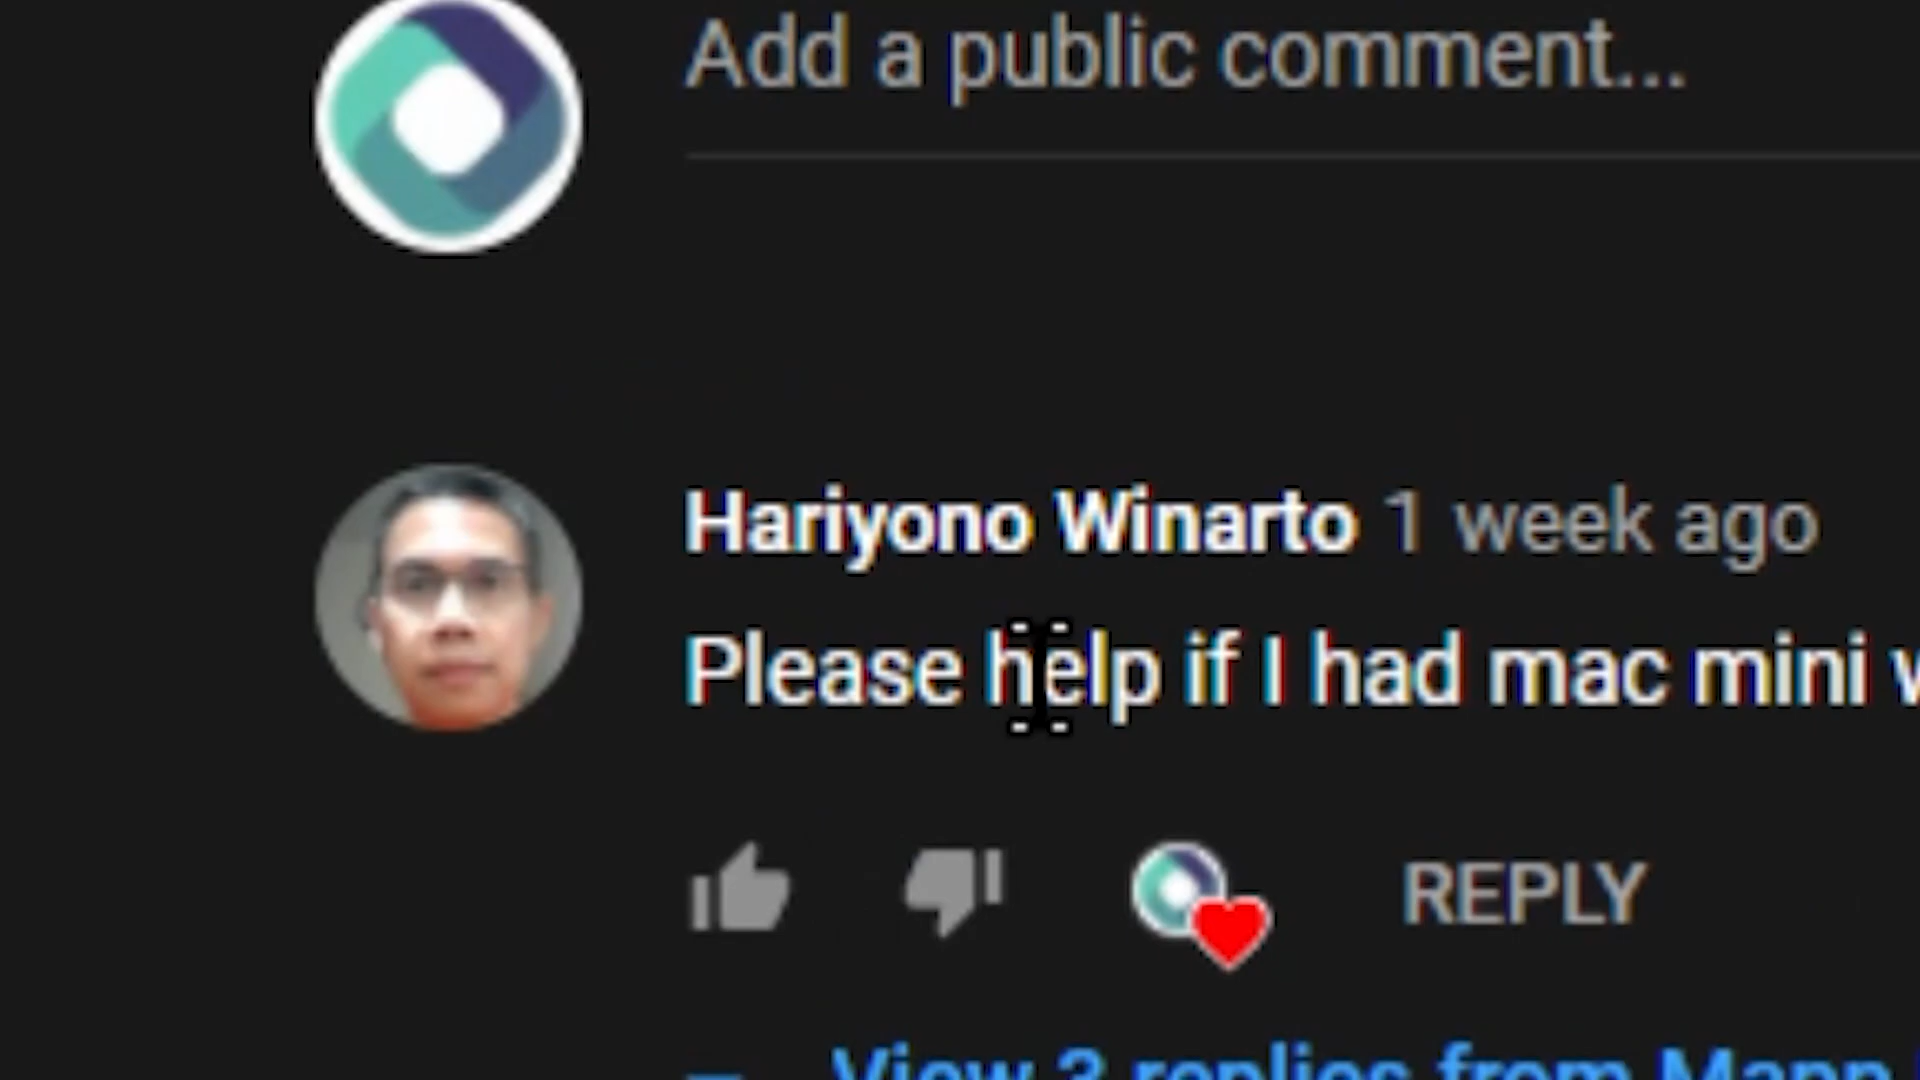 Add a public comment...
Hariyono Winarto 1 week ago
Please help if I had mac mini
REPLY
View 3 replies from Mapp